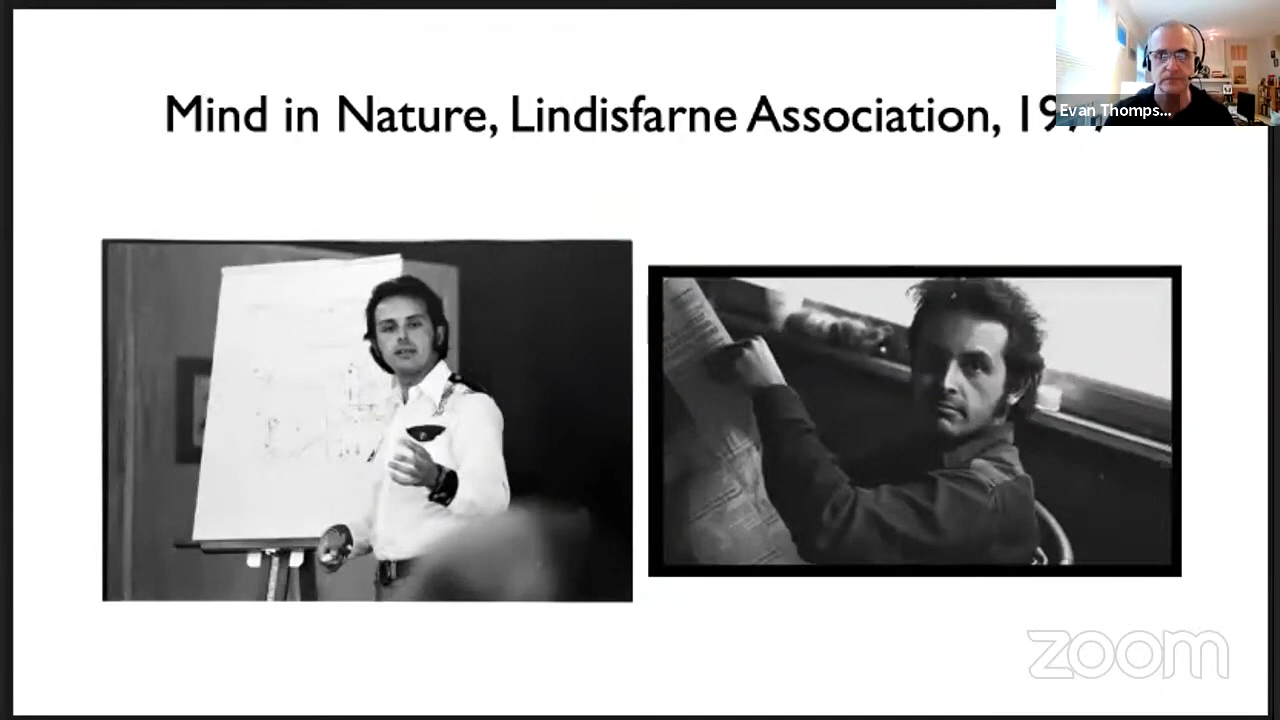 Mind in Nature, Lindisfarne Association,
Evan Thomps...
zoom